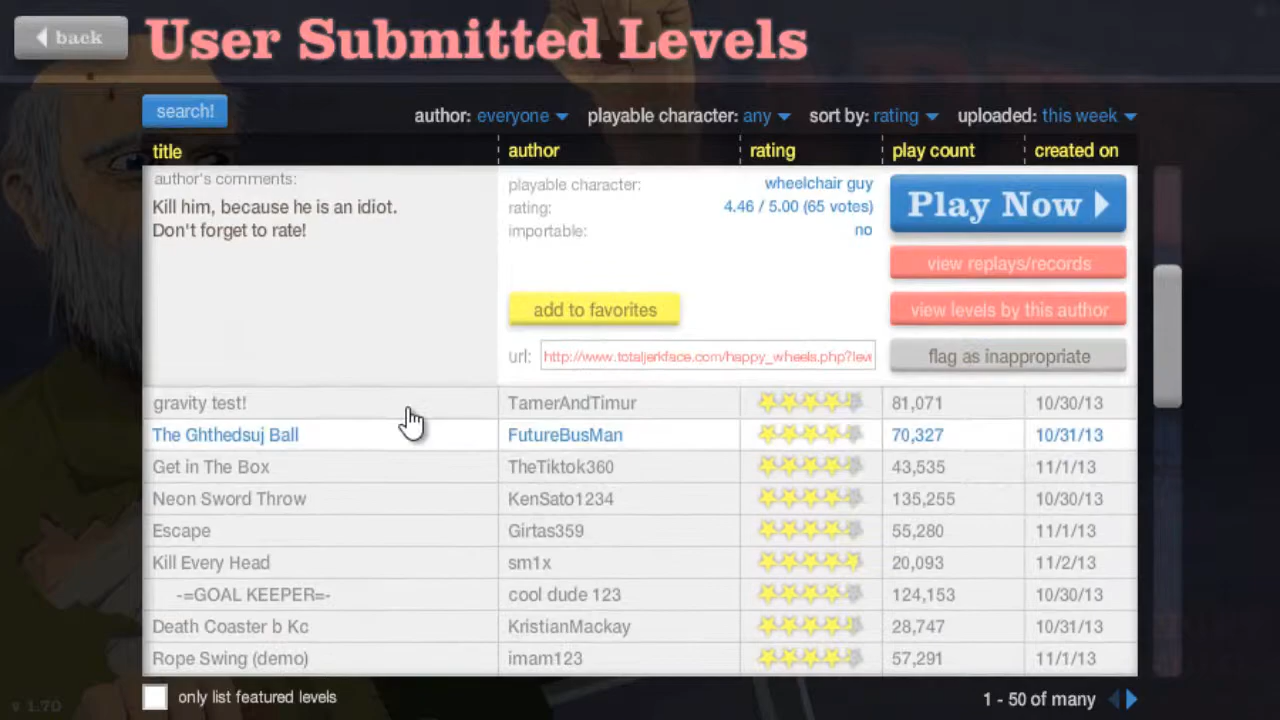 back
User Submitted Levels
search!
author: everyone playable character: any sort by: rating uploaded: this week
title author rating play count created on
author's comments:
Kill him, because he is an idiot.
Don't forget to rate!
playable character: wheelchair guy
rating: 4.46 / 5.00 (65 votes)
importable: no
add to favorites
url: http://www.totaljerkface.com/happy_wheels.php?leve
Play Now
view replays/records
view levels by this author
flag as inappropriate
gravity test! TamerAndTimur 81,071 10/30/13
The Ghthedsuj Ball FutureBusMan 70,327 10/31/13
Get in The Box TheTiktok360 43,535 11/1/13
Neon Sword Throw KenSato1234 135,255 10/30/13
Escape Girtas359 55,280 11/1/13
Kill Every Head sm1x 20,093 11/2/13
-=GOAL KEEPER=- cool dude 123 124,153 10/30/13
Death Coaster b Kc KristianMackay 28,747 10/31/13
Rope Swing (demo) imam123 57,291 11/1/13
only list featured levels
1 - 50 of many
v 1.70